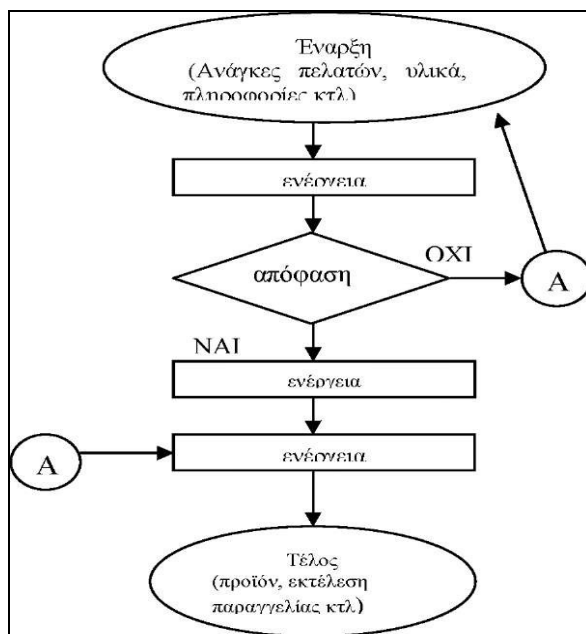 Έναρξη
(Ανάγκες πελατών, υλικά,
πληροφορίες κτλ)
ενέργεια
απόφαση
ΟΧΙ
Α
ΝΑΙ
ενέργεια
Α
ενέργεια
Τέλος
(προϊόν, εκτέλεση
παραγγελίας κτλ)